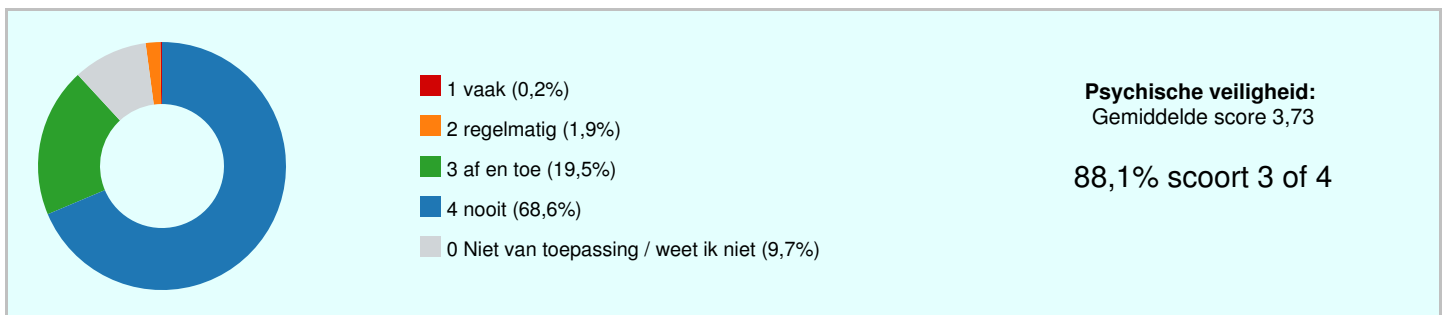 1 vaak (0,2%)
2 regelmatig (1,9%)
3 af en toe (19,5%)
4 nooit (68,6%)
0 Niet van toepassing / weet ik niet (9,7%)
Psychische veiligheid:
Gemiddelde score 3,73
88,1% scoort 3 of 4